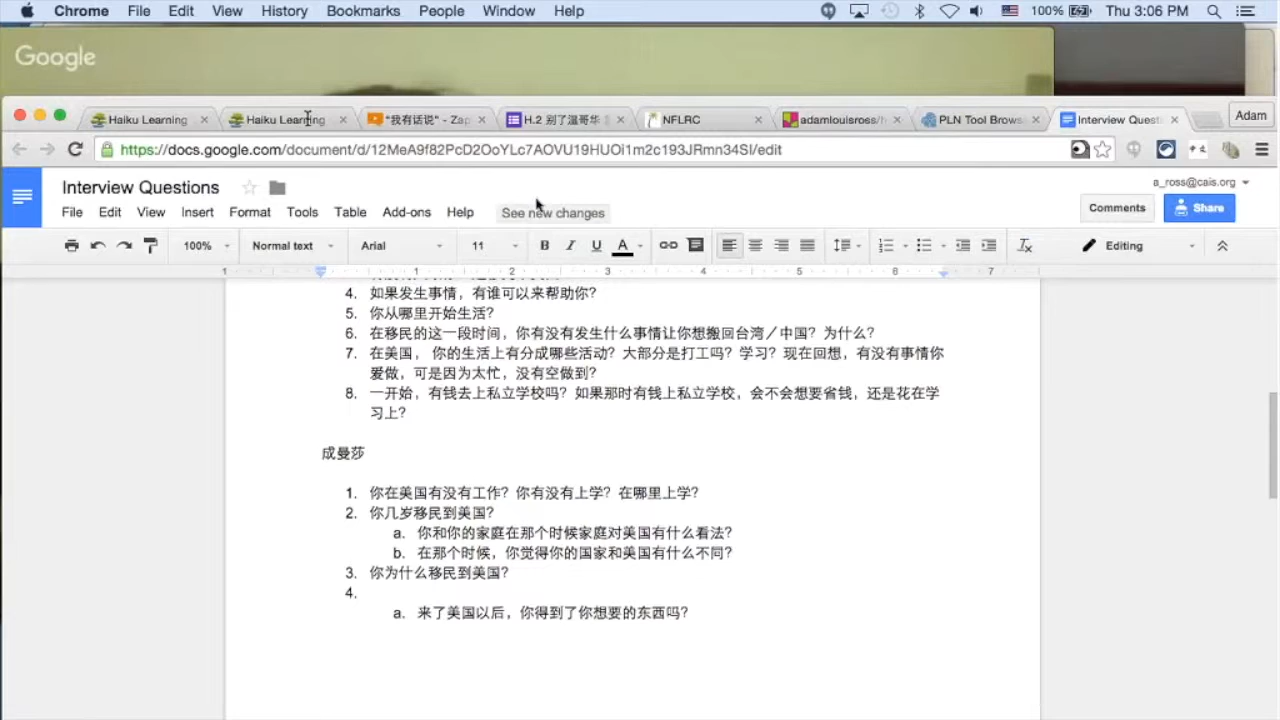 Chrome File Edit View History Bookmarks People Window Help 100% Thu 3:06 PM
Google
Haiku Learning Haiku Learning "我有话说" - Zap H.2 别了温哥华 NFLRC adamlouisross/h PLN Tool Brows Interview Questi Adam
https://docs.google.com/document/d/12MeA9f82PcD2OoYLc7AOVU19HUOi1m2c193JRmn34SI/edit
Interview Questions a_ross@cais.org
File Edit View Insert Format Tools Table Add-ons Help See new changes Comments Share
100% Normal text Arial 11 B I U A Editing
1 1 2 3 4 5 6 7
4. 如果发生事情，有谁可以来帮助你？
5. 你从哪里开始生活？
6. 在移民的这一段时间，你有没有发生什么事情让你想搬回台湾／中国？为什么？
7. 在美国， 你的生活上有分成哪些活动？大部分是打工吗？学习？现在回想，有没有事情你
爱做，可是因为太忙，没有空做到？
8. 一开始，有钱去上私立学校吗？如果那时有钱上私立学校，会不会想要省钱，还是花在学
习上？
成曼莎
1. 你在美国有没有工作？你有没有上学？在哪里上学？
2. 你几岁移民到美国？
a. 你和你的家庭在那个时候家庭对美国有什么看法？
b. 在那个时候，你觉得你的国家和美国有什么不同？
3. 你为什么移民到美国？
4.
a. 来了美国以后，你得到了你想要的东西吗？